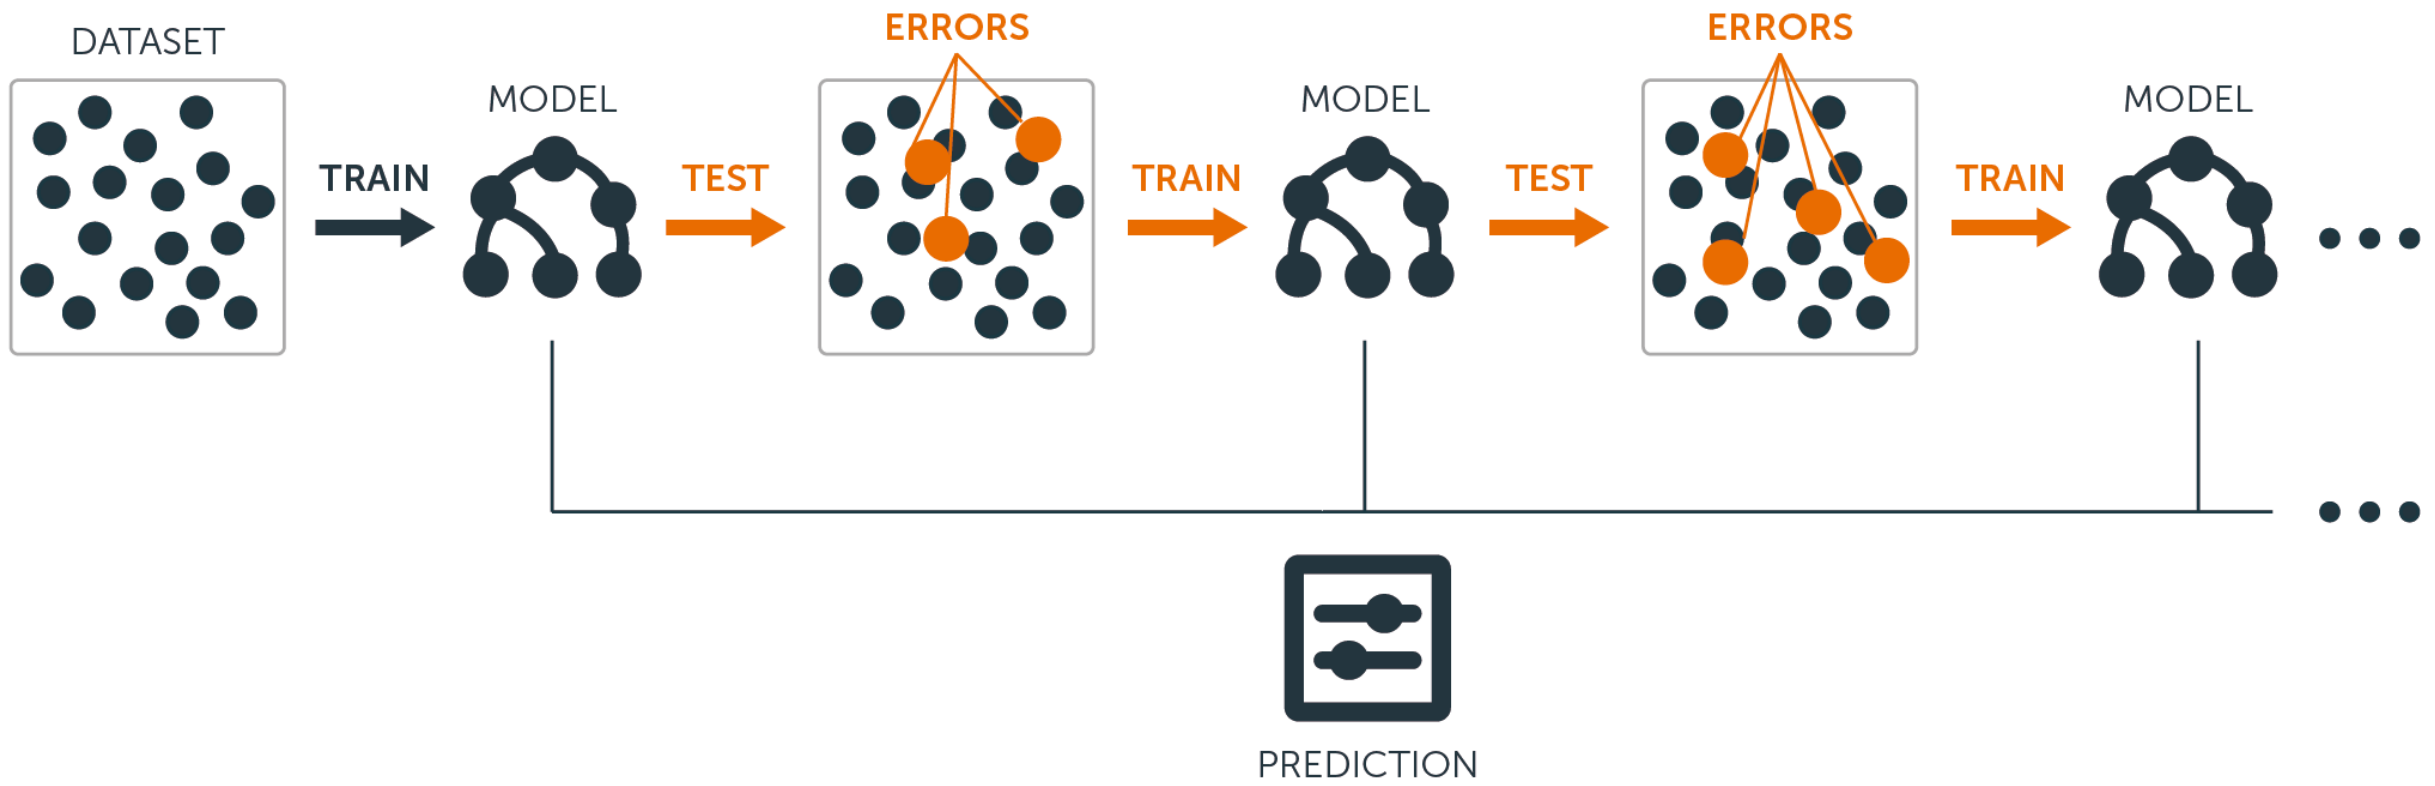 DATASET
TRAIN
MODEL
TEST
ERRORS
TRAIN
MODEL
TEST
ERRORS
TRAIN
MODEL
PREDICTION